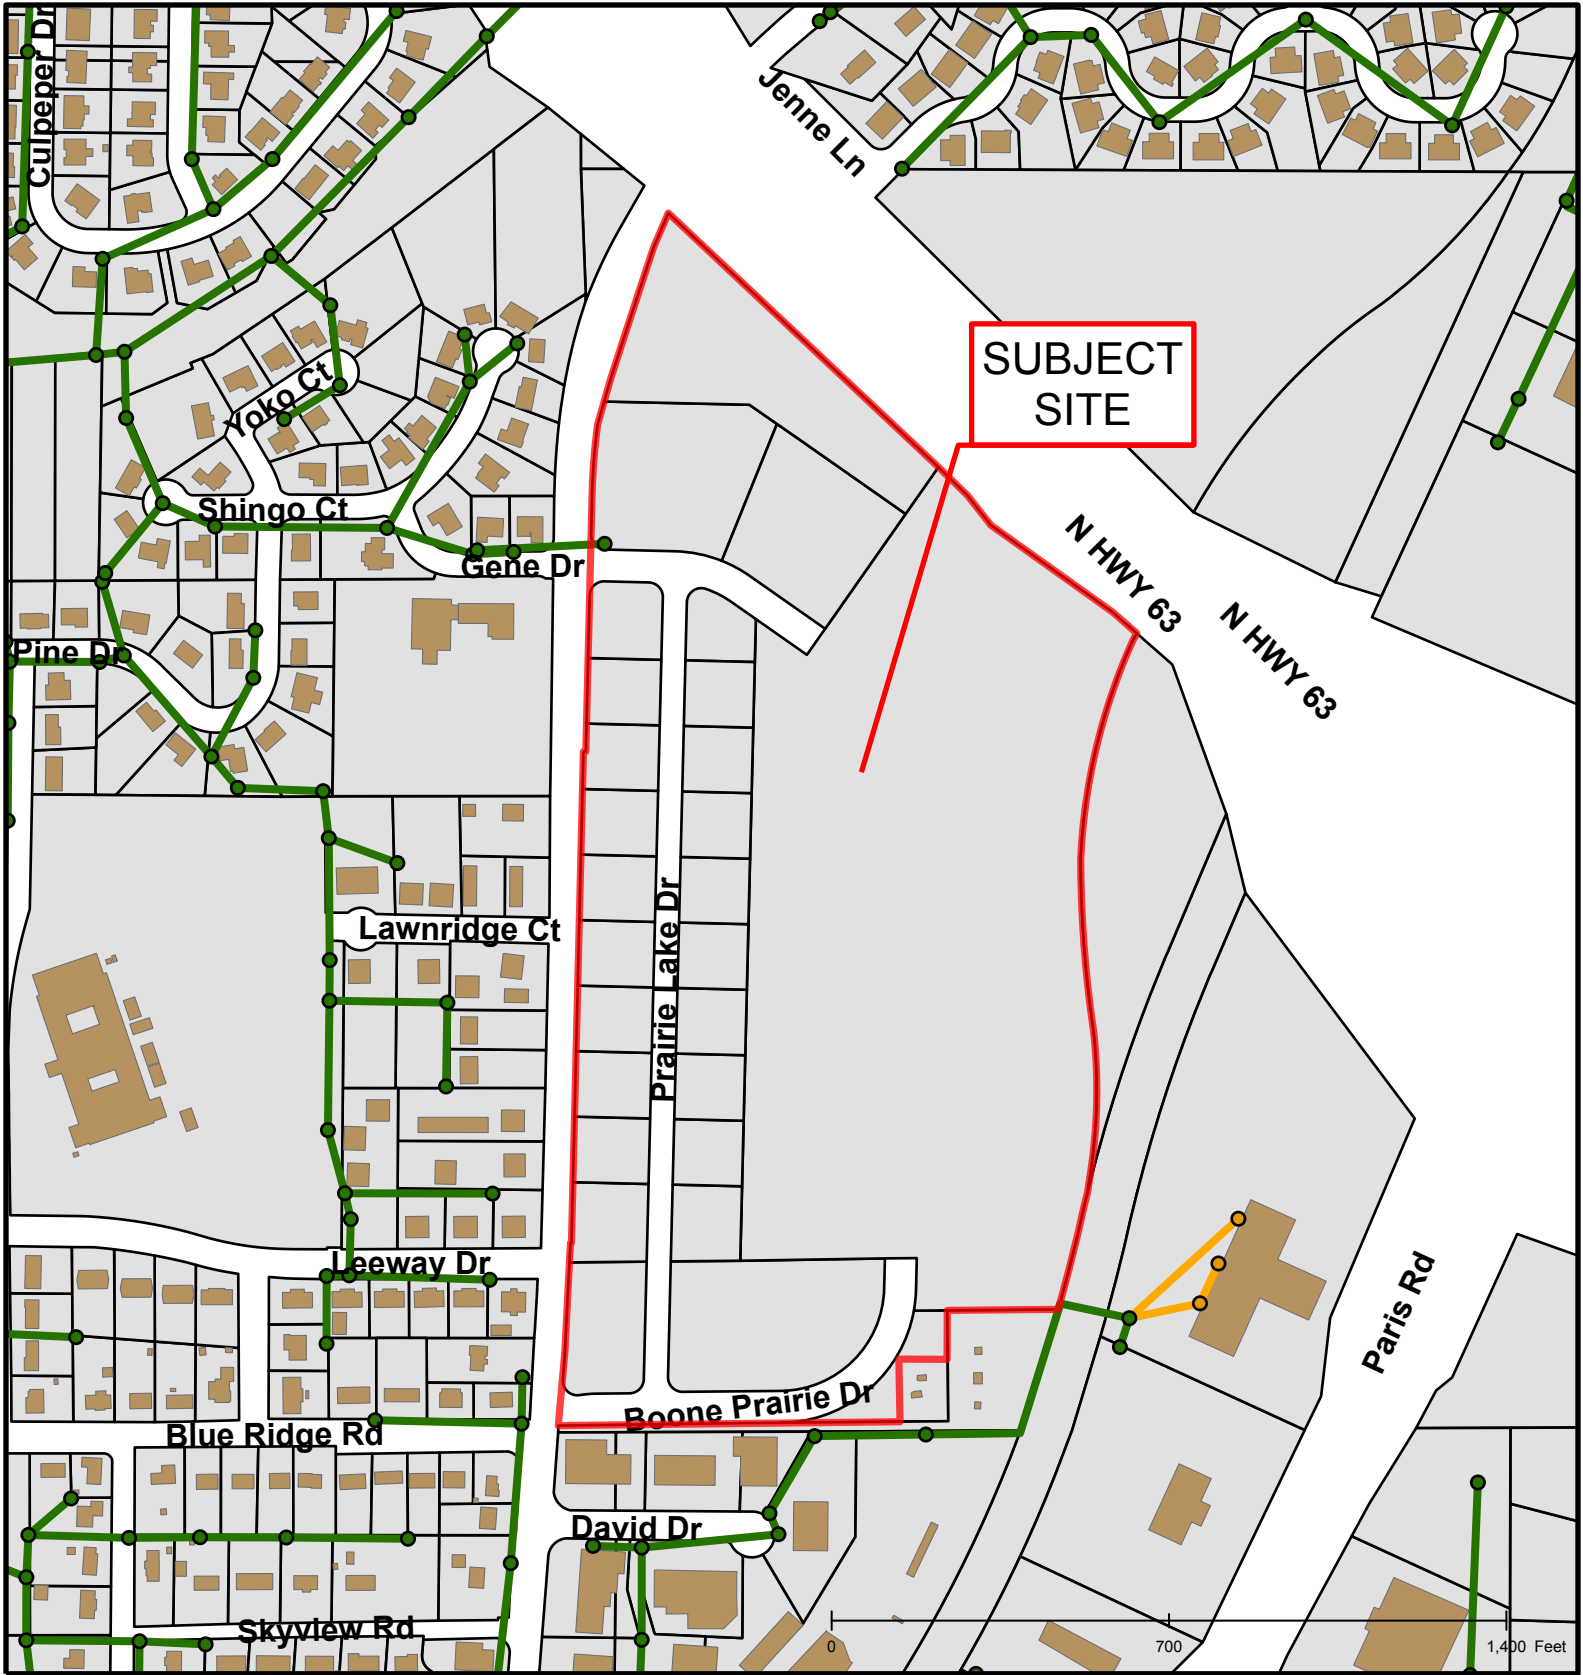 Culpeper Dr
Jenne Ln
SUBJECT
SITE
Yoko Ct
Shingo Ct
N HWY 63
N HWY 63
Gene Dr
Pine Dr
Prairie Lake Dr
Lawnridge Ct
Leeway Dr
Paris Rd
Boone Prairie Dr
Blue Ridge Rd
David Dr
Skyview Rd
0 700 1,400 Feet